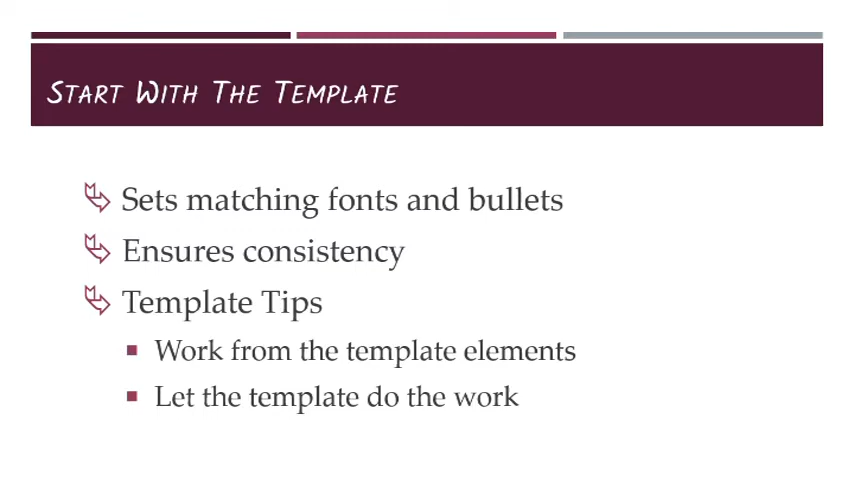 Start With The Template
Sets matching fonts and bullets
Ensures consistency
Template Tips
Work from the template elements
Let the template do the work